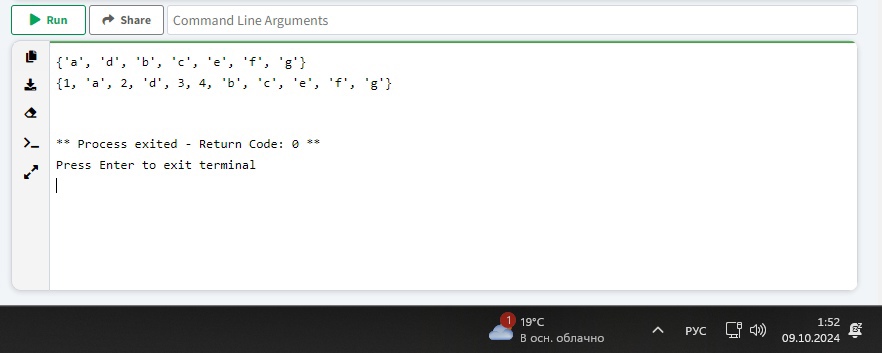 Run Share Command Line Arguments
{'a', 'd', 'b', 'c', 'e', 'f', 'g'}
{1, 'a', 2, 'd', 3, 4, 'b', 'c', 'e', 'f', 'g'}
** Process exited - Return Code: 0 **
Press Enter to exit terminal
1 19°C
В осн. облачно
РУС
1:52
09.10.2024